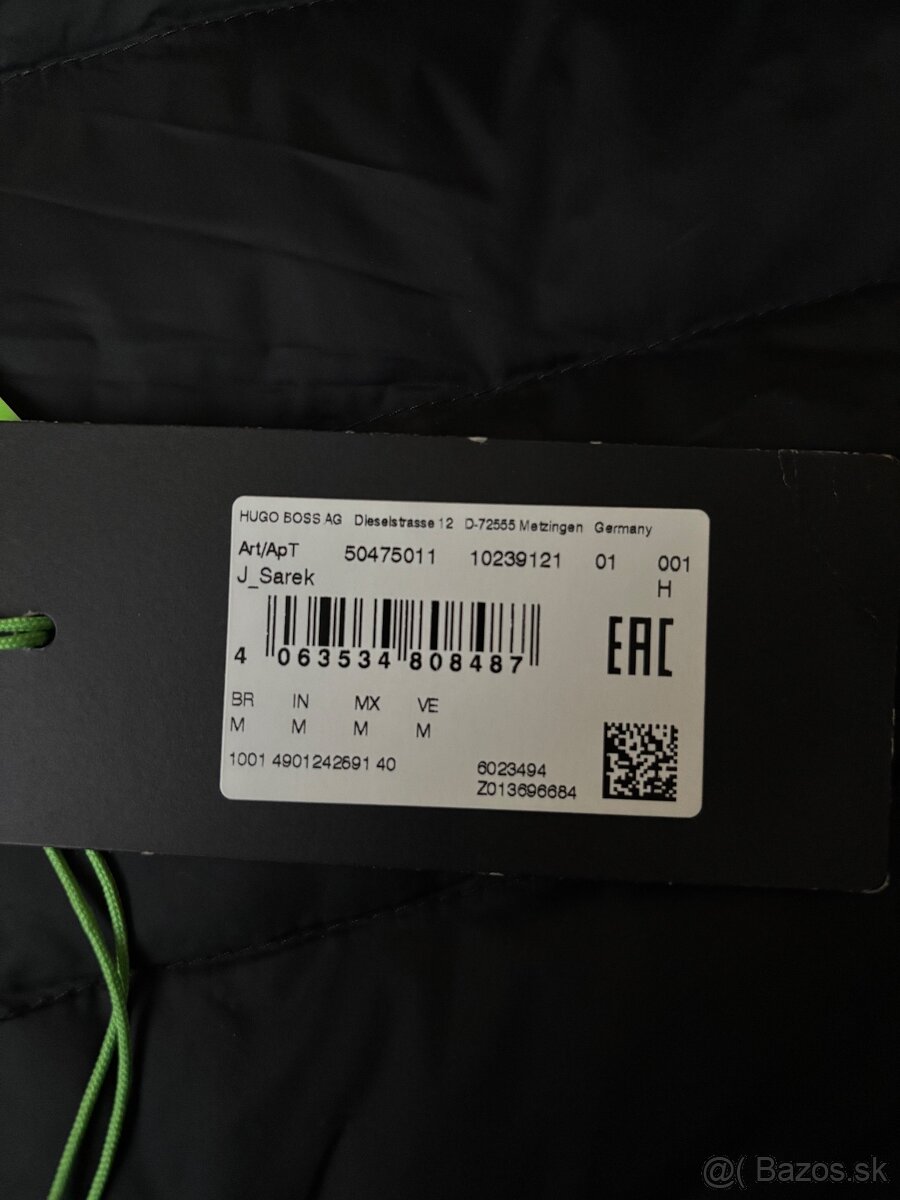 HUGO BOSS AG Dieselstrasse 12 D-72555 Metzingen Germany
Art/ApT 50475011 10239121 01 001
J_Sarek H
EAC
4 063534 808487
BR IN MX VE
M M M M
1001 4901242691 40 6023494
Z013696684
@( Bazos.sk